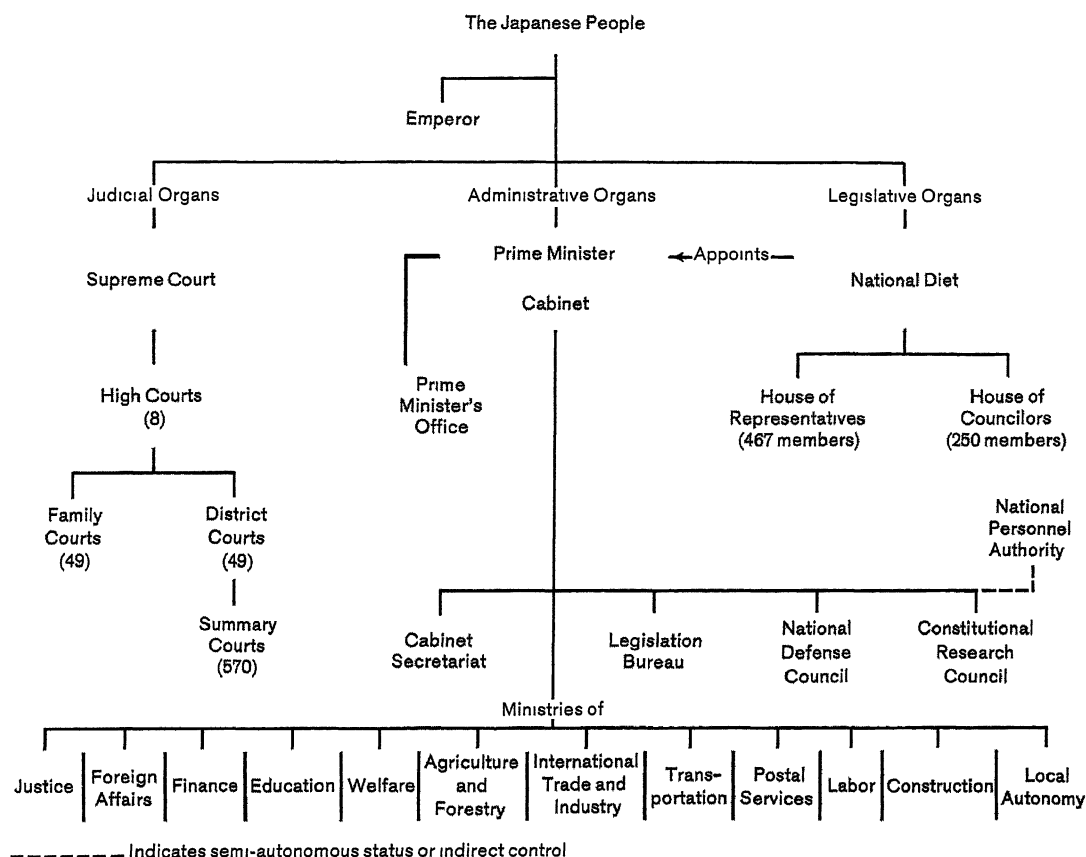 The Japanese People
Emperor
Judicial Organs
Administrative Organs
Legislative Organs
Prime Minister
Appoints
Supreme Court
National Diet
Cabinet
High Courts
(8)
Prime
Minister's
Office
House of
Representatives
(467 members)
House of
Councilors
(250 members)
Family
Courts
(49)
District
Courts
(49)
National
Personnel
Authority
Summary
Courts
(570)
Cabinet
Secretariat
Legislation
Bureau
National
Defense
Council
Constitutional
Research
Council
Ministries of
Justice
Foreign
Affairs
Finance
Education
Welfare
Agriculture
and
Forestry
International
Trade and
Industry
Trans-
portation
Postal
Services
Labor
Construction
Local
Autonomy
Indicates semi-autonomous status or indirect control